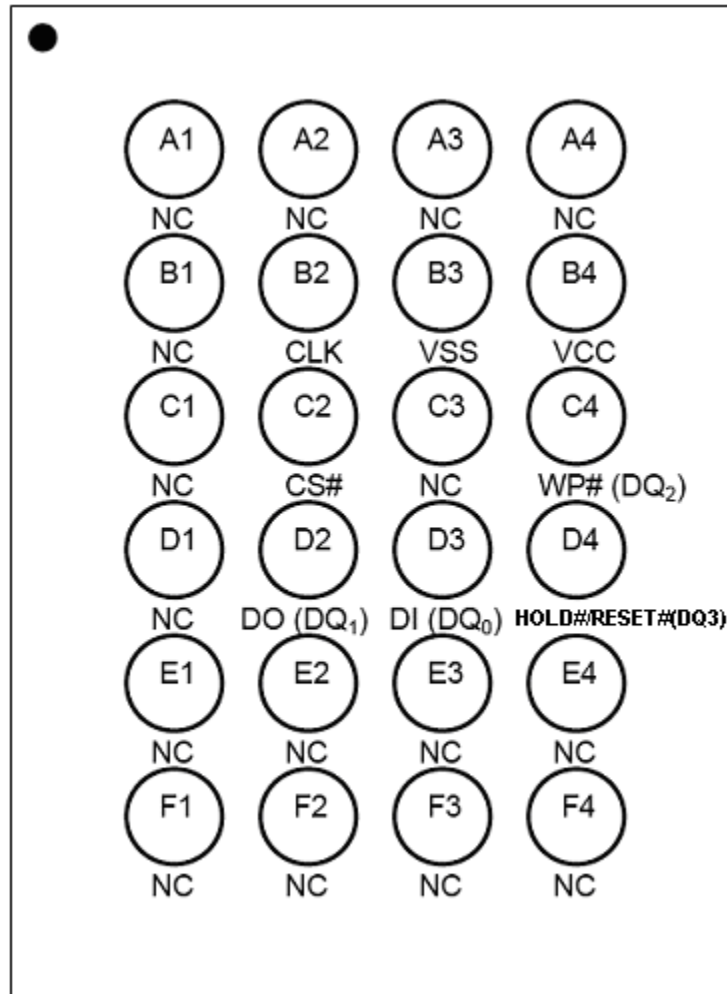 A1 A2 A3 A4
NC NC NC NC
B1 B2 B3 B4
NC CLK VSS VCC
C1 C2 C3 C4
NC CS# NC WP# (DQ₂)
D1 D2 D3 D4
NC DO (DQ₁) DI (DQ₀) HOLD#/RESET#(DQ3)
E1 E2 E3 E4
NC NC NC NC
F1 F2 F3 F4
NC NC NC NC